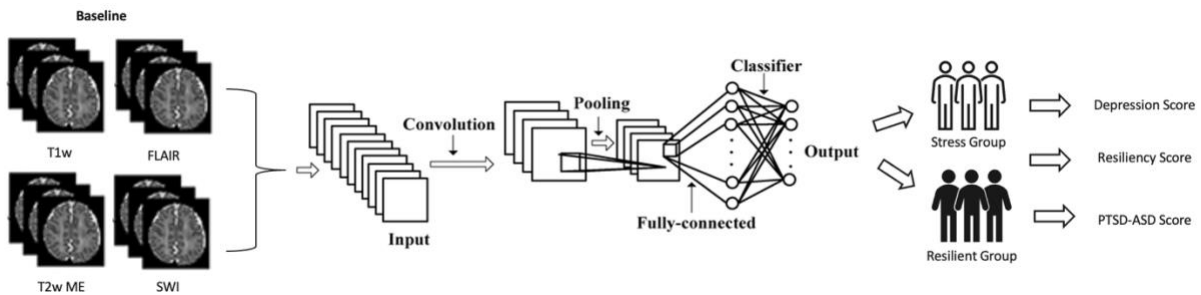 Baseline
T1w
FLAIR
T2w ME
SWI
Input
Convolution
Pooling
Fully-connected
Classifier
Output
Stress Group
Resilient Group
Depression Score
Resiliency Score
PTSD-ASD Score